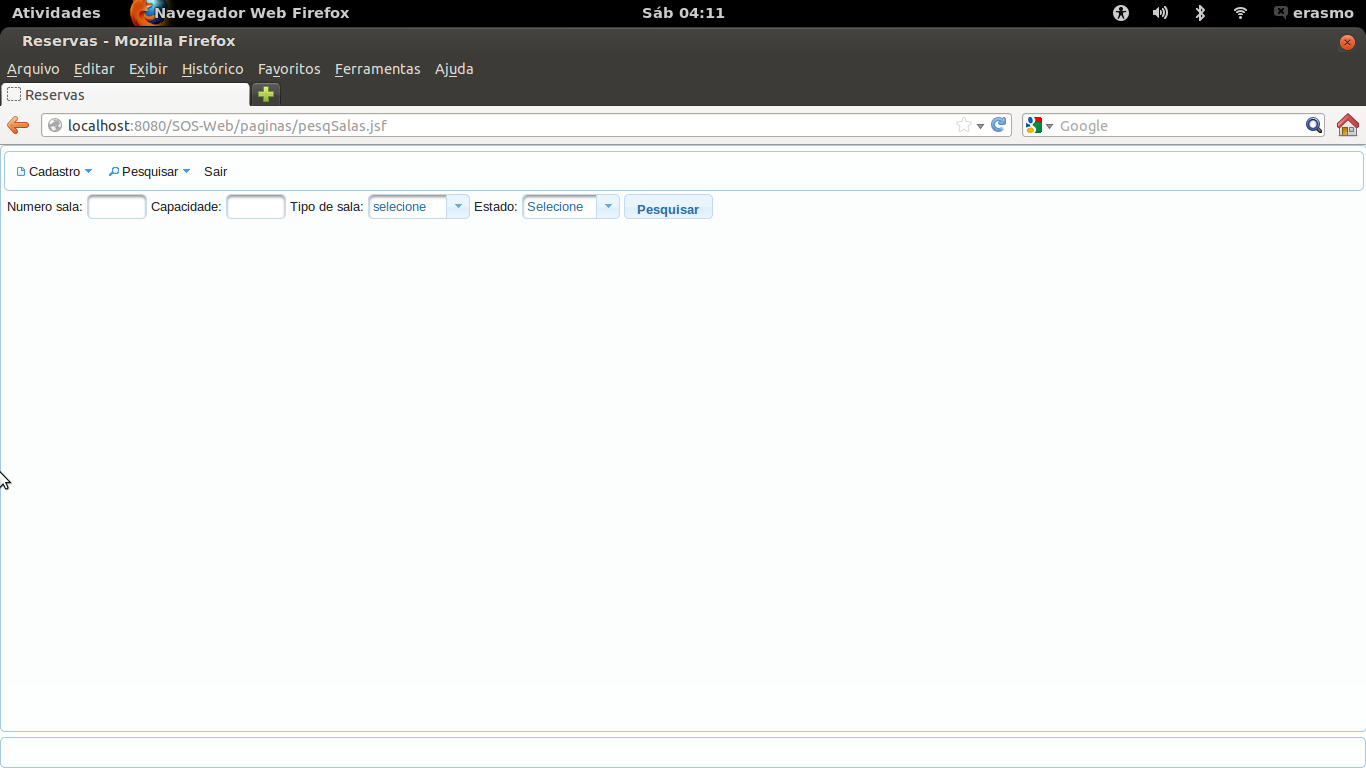 Atividades Navegador Web Firefox Sáb 04:11 erasmo
Reservas - Mozilla Firefox
Arquivo Editar Exibir Histórico Favoritos Ferramentas Ajuda
Reservas
localhost:8080/SOS-Web/paginas/pesqSalas.jsf Google
Cadastro Pesquisar Sair
Numero sala: Capacidade: Tipo de sala: selecione Estado: Selecione Pesquisar